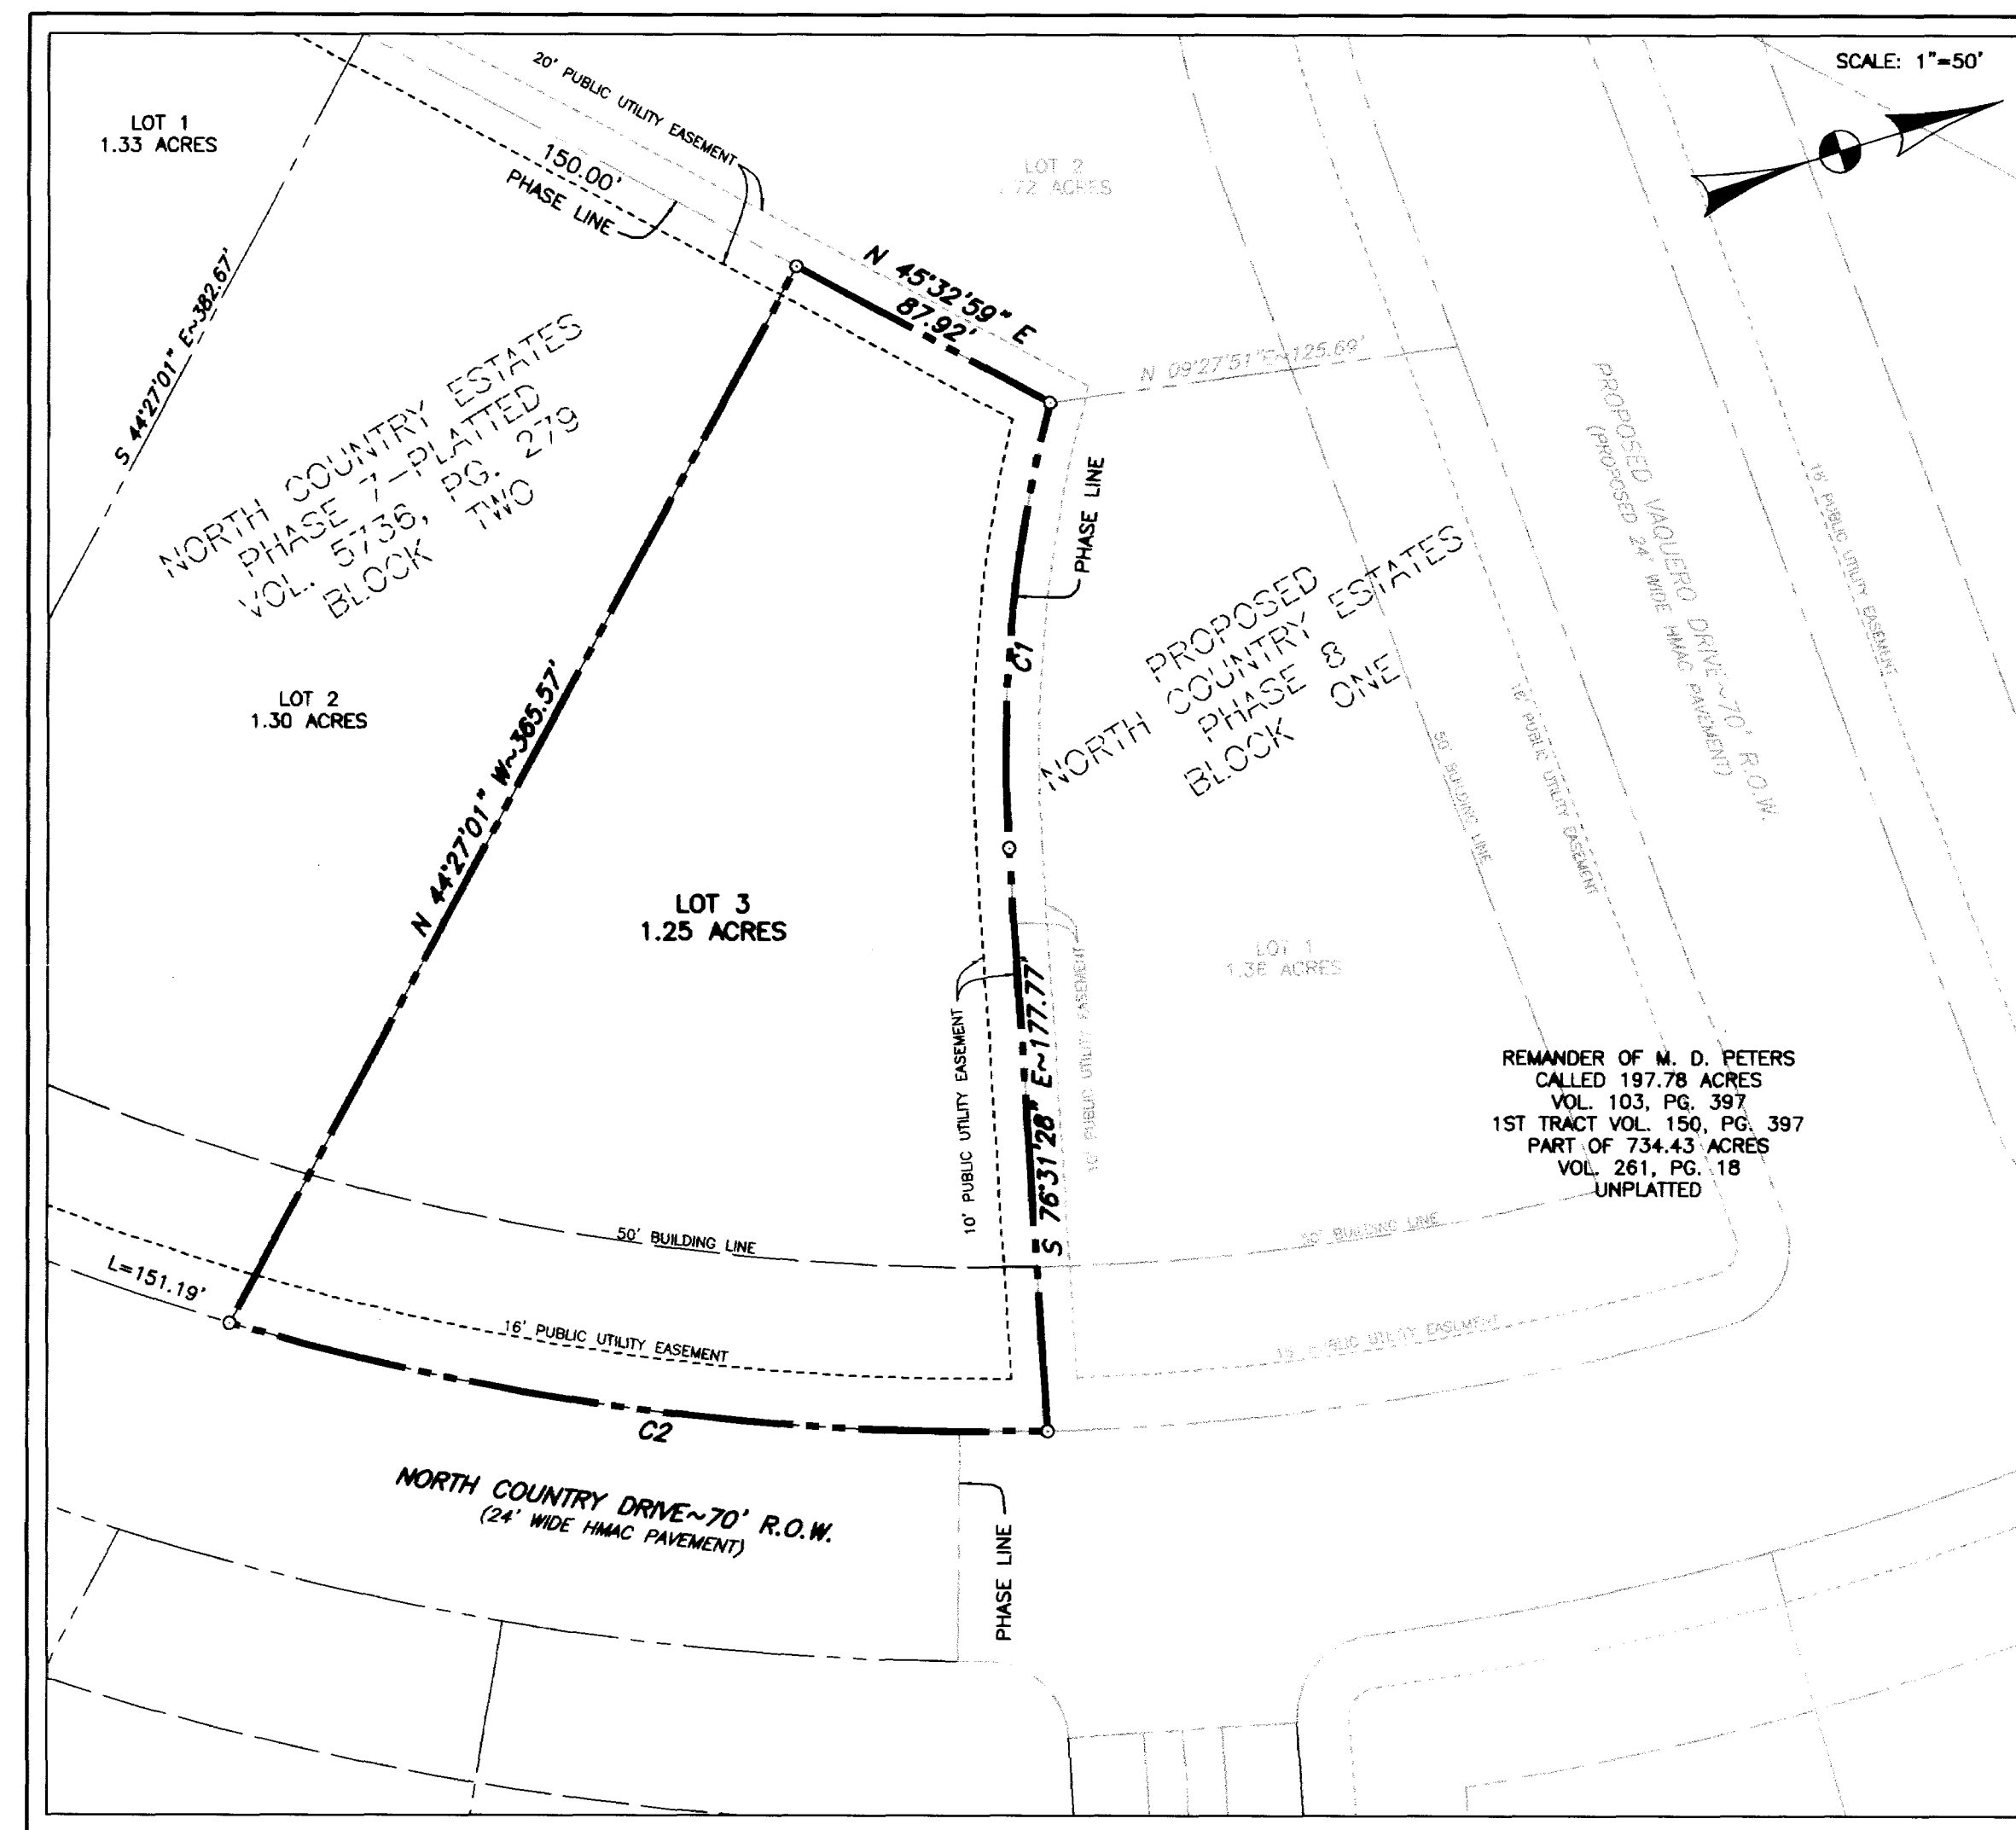 SCALE: 1"=50'
LOT 1
1.33 ACRES
20' PUBLIC UTILITY EASEMENT
150.00'
PHASE LINE
LOT 2
ACRES
N 45°32'59" E
87.92'
S 44°27'01" E~382.67'
N 09°27'51"E~125.69'
NORTH COUNTRY ESTATES
PHASE 7-PLATTED
VOL. 5736, PG. 279
BLOCK TWO
PHASE LINE
PROPOSED VAQUERO DRIVE~70' R.O.W.
(PROPOSED 24' WIDE HMAC PAVEMENT)
PUBLIC UTILITY EASEMENT
PROPOSED
NORTH COUNTRY ESTATES
PHASE 8
BLOCK ONE
C1
LOT 2
1.30 ACRES
N 44°27'01" W~365.57'
50' BUILDING LINE
PUBLIC UTILITY EASEMENT
LOT 3
1.25 ACRES
LOT 1
ACRES
10' PUBLIC UTILITY EASEMENT
S 76°31'28" E~177.77'
PUBLIC UTILITY EASEMENT
REMANDER OF M. D. PETERS
CALLED 197.78 ACRES
VOL. 103, PG. 397
1ST TRACT VOL. 150, PG. 397
PART OF 734.43 ACRES
VOL. 261, PG. 18
UNPLATTED
50' BUILDING LINE
50' BUILDING LINE
L=151.19'
16' PUBLIC UTILITY EASEMENT
PUBLIC UTILITY EASEMENT
C2
NORTH COUNTRY DRIVE~70' R.O.W.
(24' WIDE HMAC PAVEMENT)
PHASE LINE